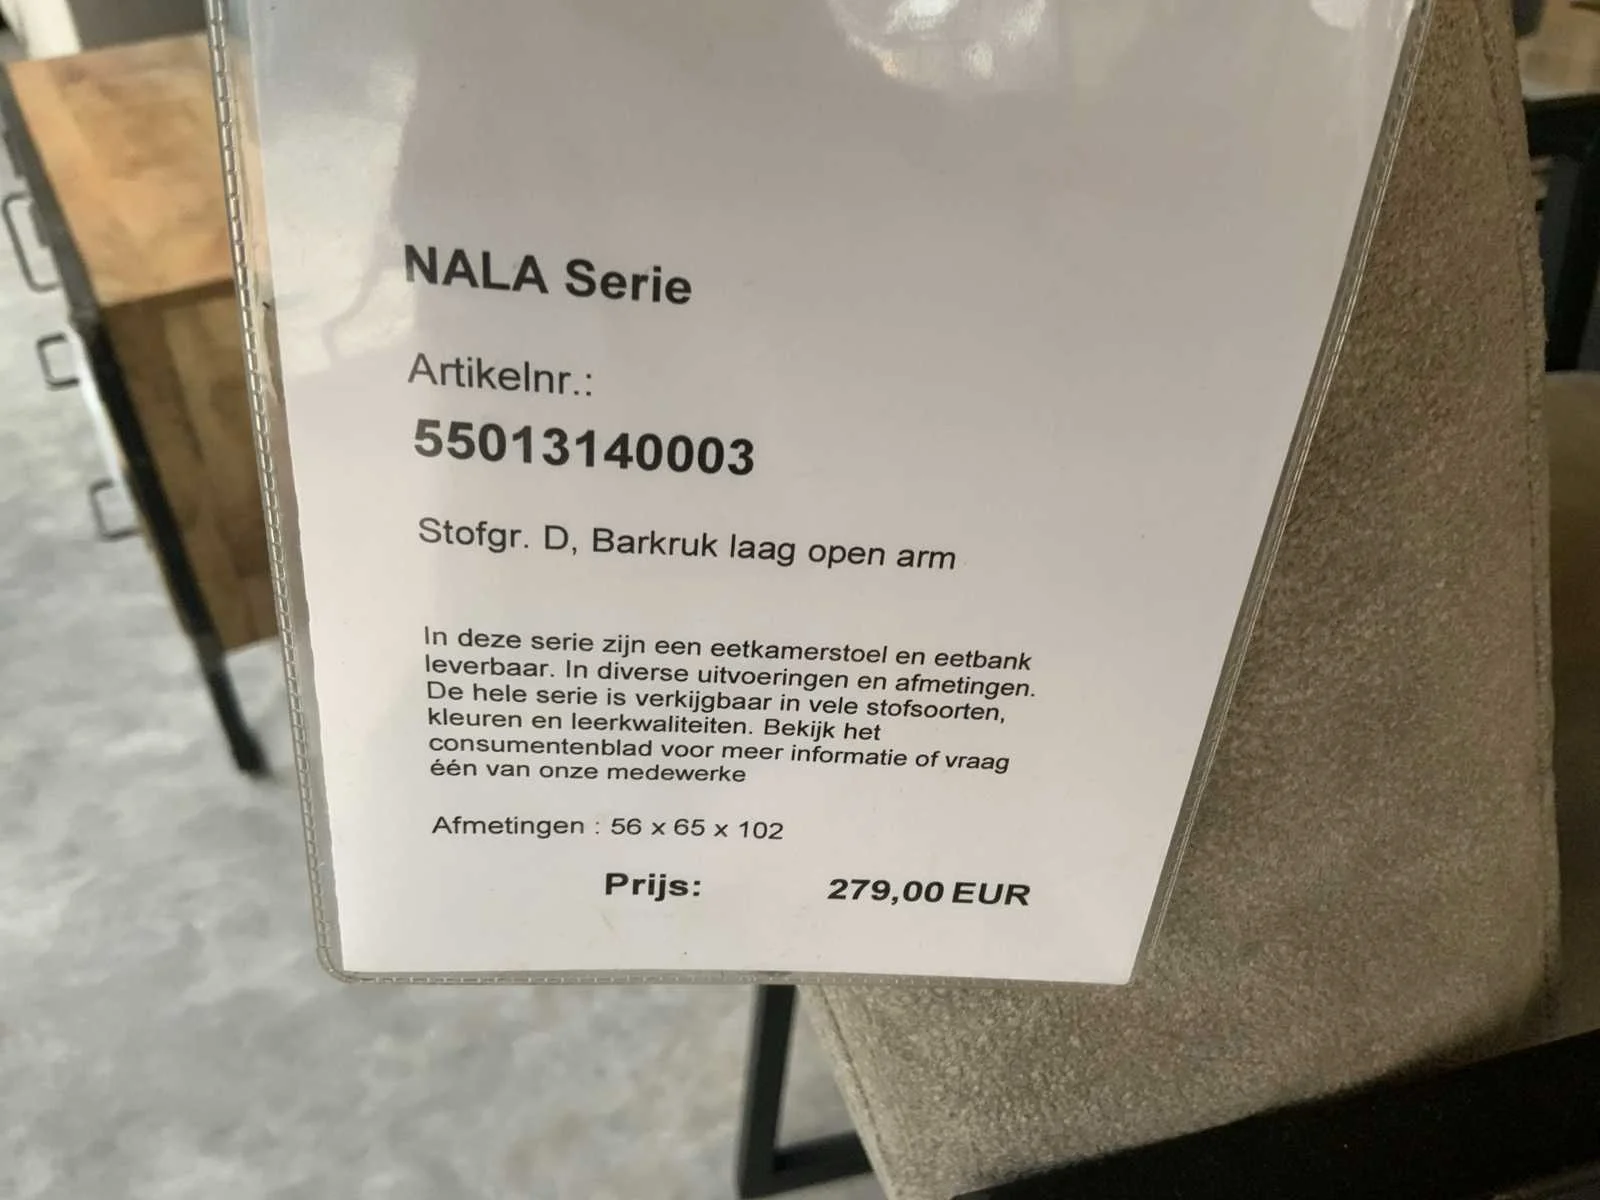 NALA Serie
Artikelnr.:
55013140003
Stofgr. D, Barkruk laag open arm
In deze serie zijn een eetkamerstoel en eetbank
leverbaar. In diverse uitvoeringen en afmetingen.
De hele serie is verkijgbaar in vele stofsoorten,
kleuren en leerkwaliteiten. Bekijk het
consumentenblad voor meer informatie of vraag
één van onze medewerke
Afmetingen : 56 x 65 x 102
Prijs: 279,00 EUR